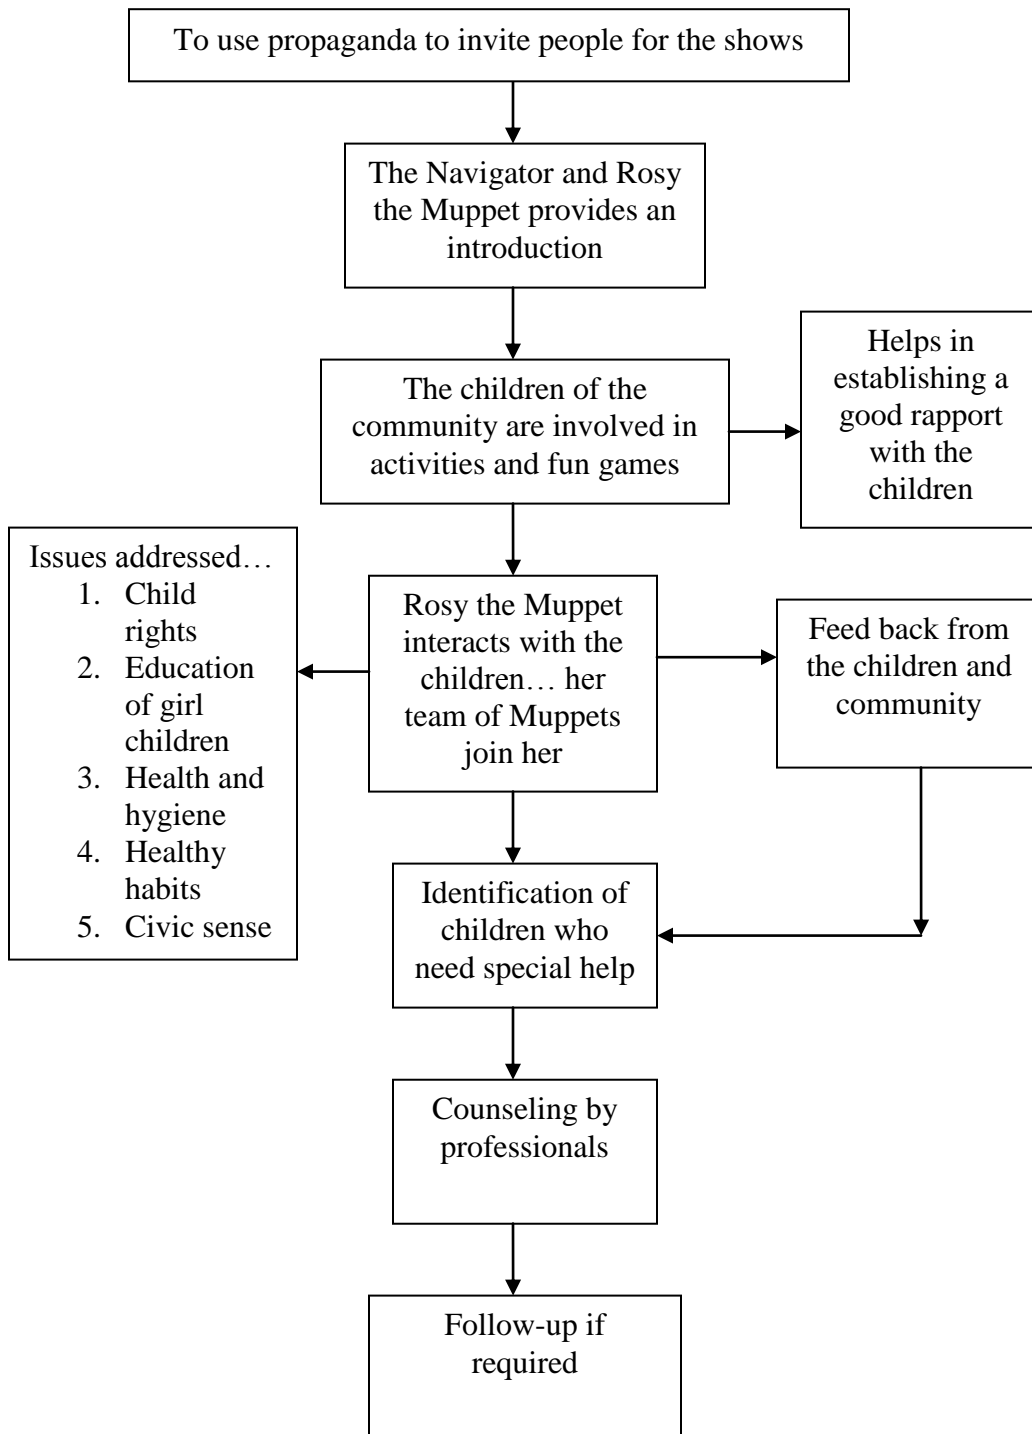 To use propaganda to invite people for the shows
The Navigator and Rosy
the Muppet provides an
introduction
The children of the
community are involved in
activities and fun games
Helps in
establishing a
good rapport
with the
children
Issues addressed…
1. Child
rights
2. Education
of girl
children
3. Health and
hygiene
4. Healthy
habits
5. Civic sense
Rosy the Muppet
interacts with the
children… her
team of Muppets
join her
Feed back from
the children and
community
Identification of
children who
need special help
Counseling by
professionals
Follow-up if
required